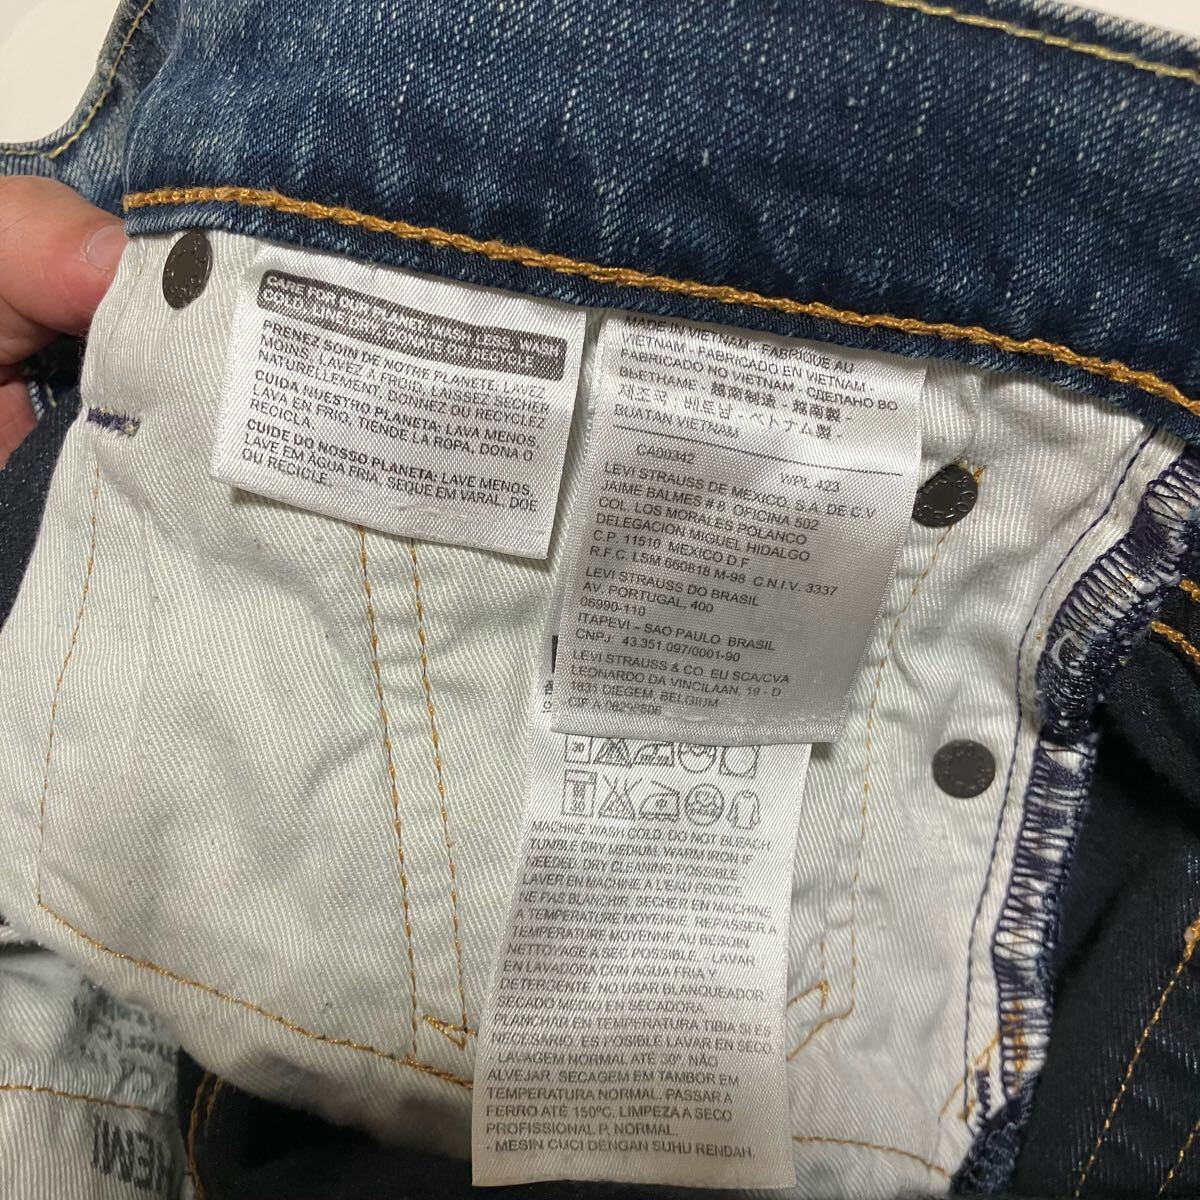 CARE FOR OUR PLANET: WASH LESS, WASH
COLD, LINE DRY, DONATE OR RECYCLE.
PRENEZ SOIN DE NOTRE PLANÈTE: LAVEZ
MOINS, LAVEZ À FROID, LAISSEZ SÉCHER
NATURELLEMENT, DONNEZ OU RECYCLEZ
CUIDA NUESTRO PLANETA: LAVA MENOS,
LAVA EN FRÍO, TIENDE LA ROPA, DONA O
RECICLA.
CUIDE DO NOSSO PLANETA: LAVE MENOS,
LAVE EM ÁGUA FRIA, SEQUE EM VARAL, DOE
OU RECICLE.
MADE IN VIETNAM - FABRIQUE AU
VIETNAM - FABRICADO EN VIETNAM -
FABRICADO NO VIETNAM - СДЕЛАНО ВО
ВЬЕТНАМЕ - 越南制造 - 越南製 -
제조국 : 베트남 - ベトナム製 -
BUATAN VIETNAM
CA00342 WPL 423
LEVI STRAUSS DE MEXICO, S.A. DE C.V
JAIME BALMES # 8 OFICINA 502
COL. LOS MORALES POLANCO
DELEGACION MIGUEL HIDALGO
C.P. 11510 MEXICO D.F.
R.F.C. LSM 660818 M-98 C.N.I.V. 3337
LEVI STRAUSS DO BRASIL
AV. PORTUGAL, 400
06990-110
ITAPEVI - SAO PAULO BRASIL
CNPJ: 43.351.097/0001-90
LEVI STRAUSS & CO. EU SCA/CVA
LEONARDO DA VINCILAAN, 19 - D
1831 DIEGEM, BELGIUM
CIF A 08298506
30
MACHINE WASH COLD. DO NOT BLEACH.
TUMBLE DRY MEDIUM. WARM IRON IF
NEEDED. DRY CLEANING POSSIBLE. -
LAVER EN MACHINE À L'EAU FROIDE.
NE PAS BLANCHIR. SÉCHER EN MACHINE
A TEMPÉRATURE MOYENNE. REPASSER A
TEMPERATURE MOYENNE AU BESOIN.
NETTOYAGE A SEC POSSIBLE. - LAVAR
EN LAVADORA CON AGUA FRIA Y
DETERGENTE. NO USAR BLANQUEADOR.
SECADO MEDIO EN SECADORA.
PLANCHAR EN TEMPERATURA TIBIA SI ES
NECESARIO. ES POSIBLE LAVAR EN SECO.
- LAVAGEM NORMAL ATÉ 30º. NÃO
ALVEJAR. SECAGEM EM TAMBOR EM
TEMPERATURA NORMAL. PASSAR A
FERRO ATÉ 150ºC. LIMPEZA A SECO
PROFISSIONAL P, NORMAL.
- MESIN CUCI DENGAN SUHU RENDAH.